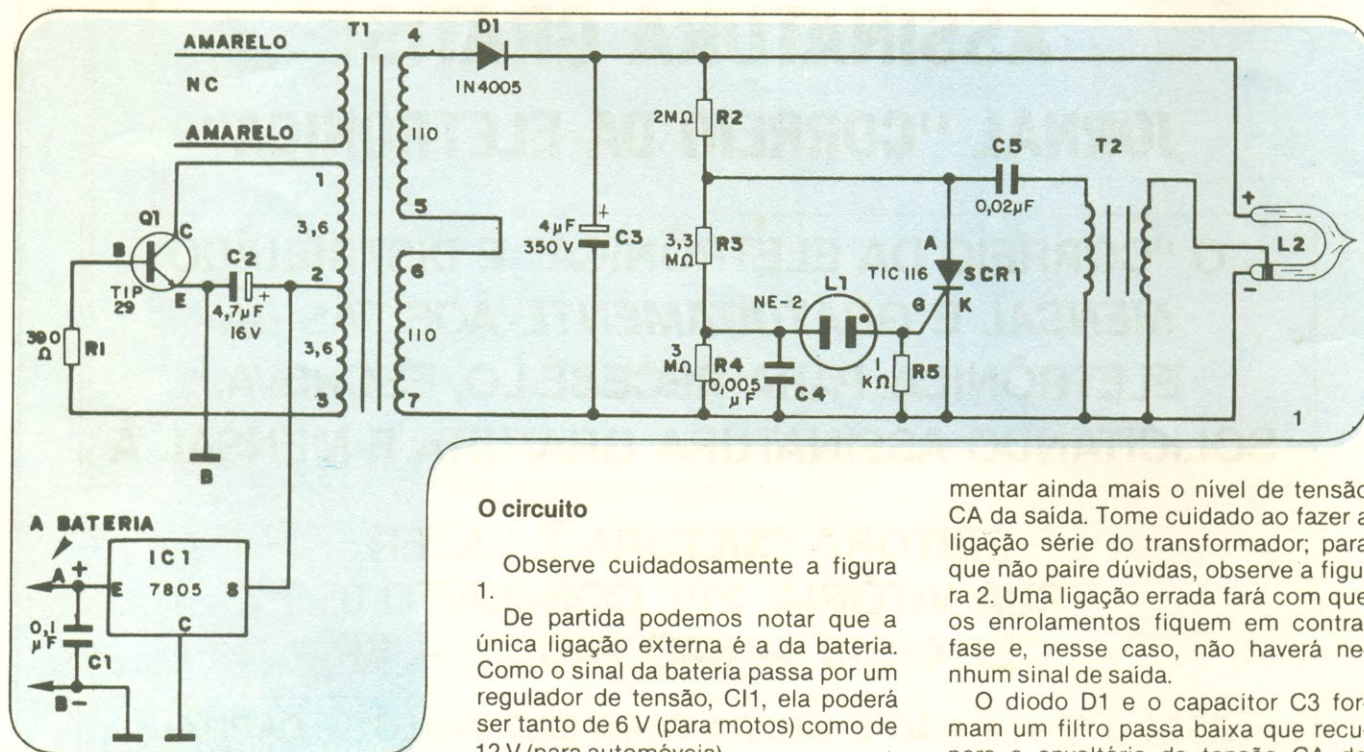 AMARELO
NC
AMARELO
T1
4
D1
1N4005
110
5
6
110
7
1
3,6
2
3,6
3
Q1
B
C
E
TIP
29
C2
4,7µF
16V
+
390
Ω
R1
B
A BATERIA
A +
E
IC1
7805
S
C
0,1
µF
C1
B-
+
4µF
350V
C3
2MΩ
R2
3,3
MΩ
R3
3
MΩ
R4
0,005
µF
C4
NE-2
L1
1
KΩ
R5
A
TIC116
SCR1
G
K
C5
0,02µF
T2
+
L2
-
1
O circuito
Observe cuidadosamente a figura
1.
De partida podemos notar que a
única ligação externa é a da bateria.
Como o sinal da bateria passa por um
regulador de tensão, CI1, ela poderá
ser tanto de 6 V (para motos) como de
12 V (para automóveis).
mentar ainda mais o nível de tensão
CA da saída. Tome cuidado ao fazer a
ligação série do transformador; para
que não paire dúvidas, observe a figu-
ra 2. Uma ligação errada fará com que
os enrolamentos fiquem em contra-
fase e, nesse caso, não haverá ne-
nhum sinal de saída.
O diodo D1 e o capacitor C3 for-
mam um filtro passa baixa que recu-